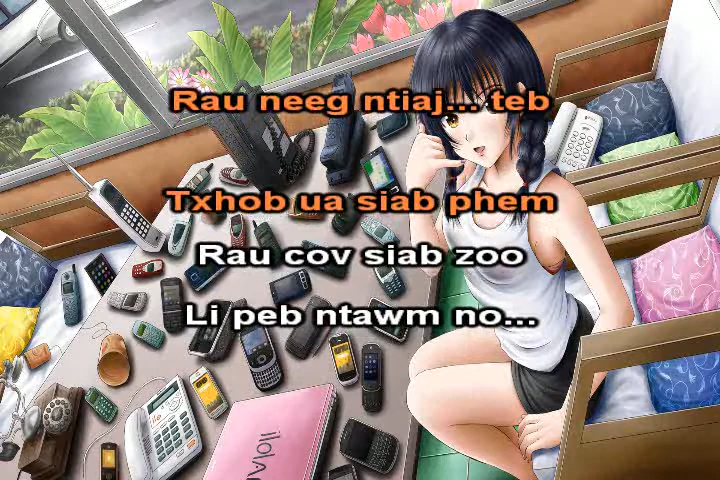 Rau neeg ntiaj... teb
Txhob ua siab phem
Rau cov siab zoo
Li peb ntawm no...